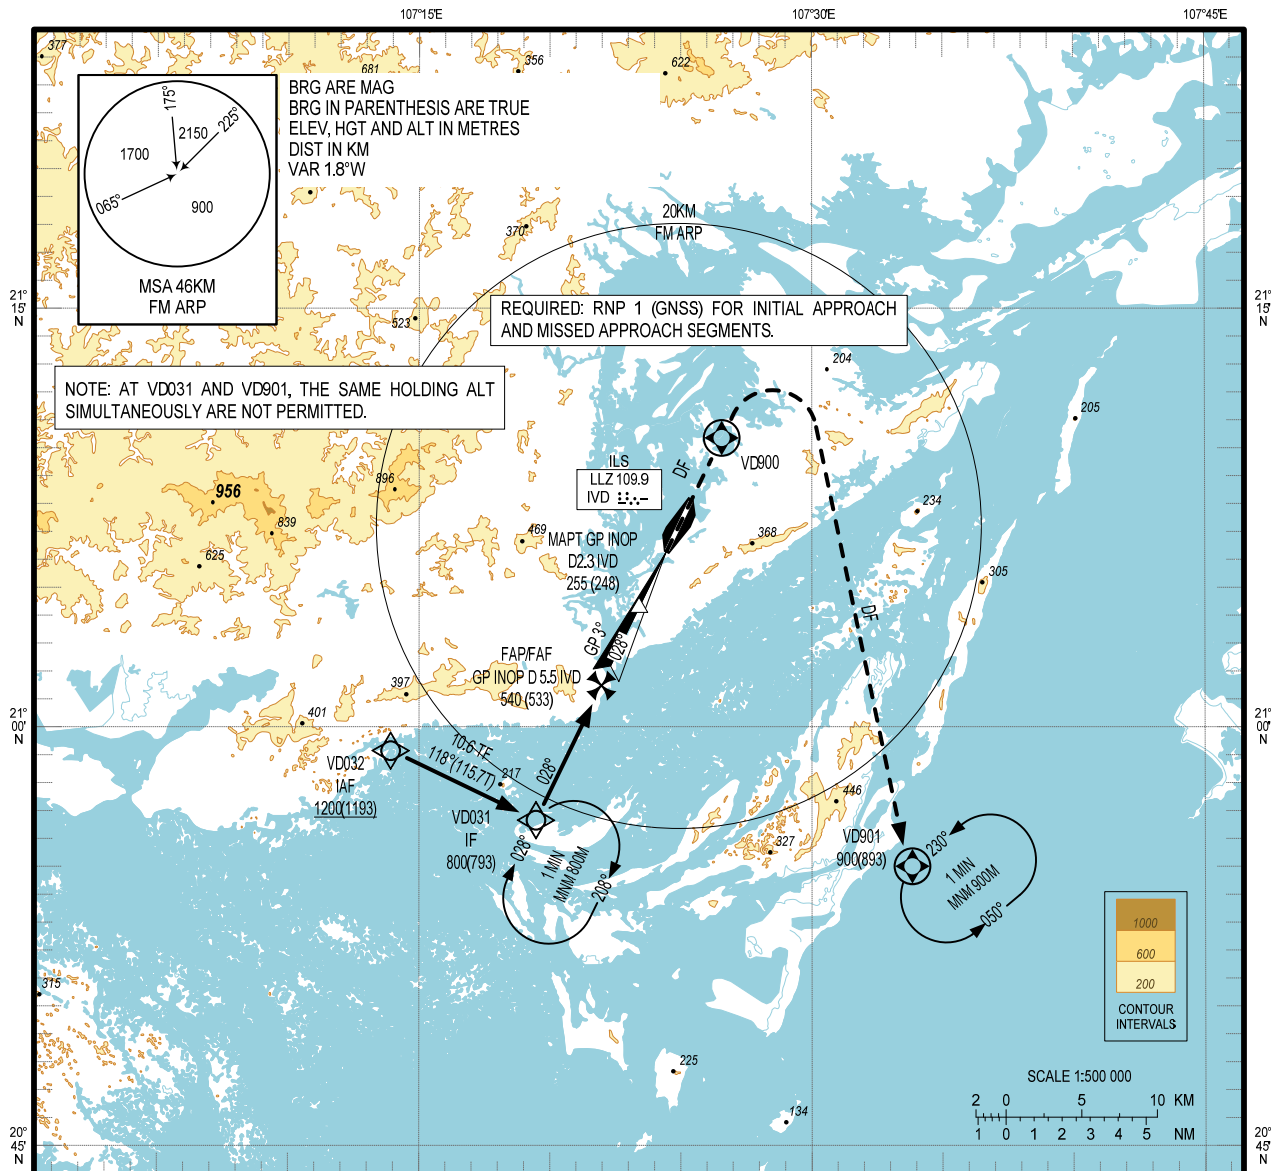 107°15'E
107°30'E
107°45'E
377
681
356
622
BRG ARE MAG
BRG IN PARENTHESIS ARE TRUE
ELEV, HGT AND ALT IN METRES
DIST IN KM
VAR 1.8°W
175°
225°
2150
1700
065°
900
MSA 46KM
FM ARP
370
20KM
FM ARP
21°
15'
N
21°
15'
N
523
REQUIRED: RNP 1 (GNSS) FOR INITIAL APPROACH
AND MISSED APPROACH SEGMENTS.
204
NOTE: AT VD031 AND VD901, THE SAME HOLDING ALT
SIMULTANEOUSLY ARE NOT PERMITTED.
205
VD900
DF
ILS
LLZ 109.9
IVD
896
956
839
625
469
234
368
305
MAPT GP INOP
D2.3 IVD
255 (248)
DF
GP 3°
028°
FAP/FAF
GP INOP D 5.5 IVD
540 (533)
397
401
21°
00'
N
21°
00'
N
10.6 TF
118°(115.7T)
217
028°
VD032
IAF
1200(1193)
VD031
IF
800(793)
028°
1 MIN
MNM 800M
208°
446
327
VD901
900(893)
230°
1 MIN
MNM 900M
050°
1000
600
200
CONTOUR
INTERVALS
315
225
134
SCALE 1:500 000
2 0 5 10 KM
1 0 1 2 3 4 5 NM
20°
45'
N
20°
45'
N